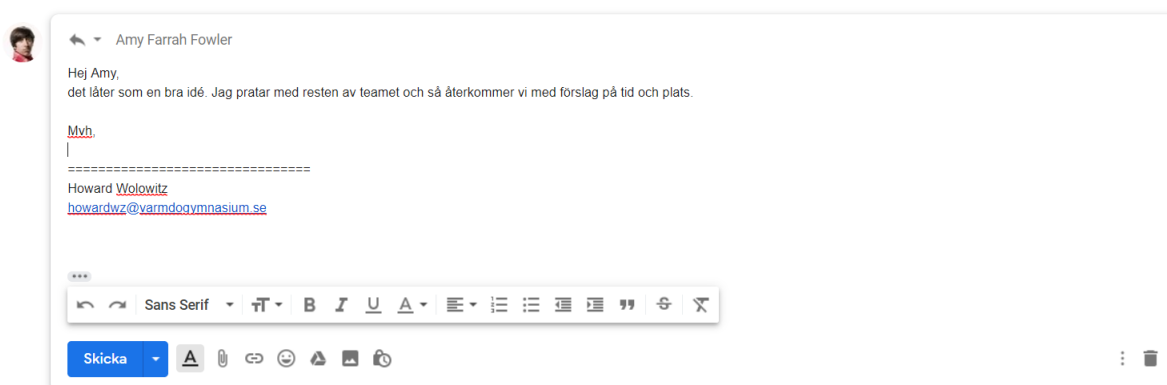 Amy Farrah Fowler
Hej Amy,
det låter som en bra idé. Jag pratar med resten av teamet och så återkommer vi med förslag på tid och plats.
Mvh,
================================
Howard Wolowitz
howardwz@varmdogymnasium.se
Sans Serif
Skicka